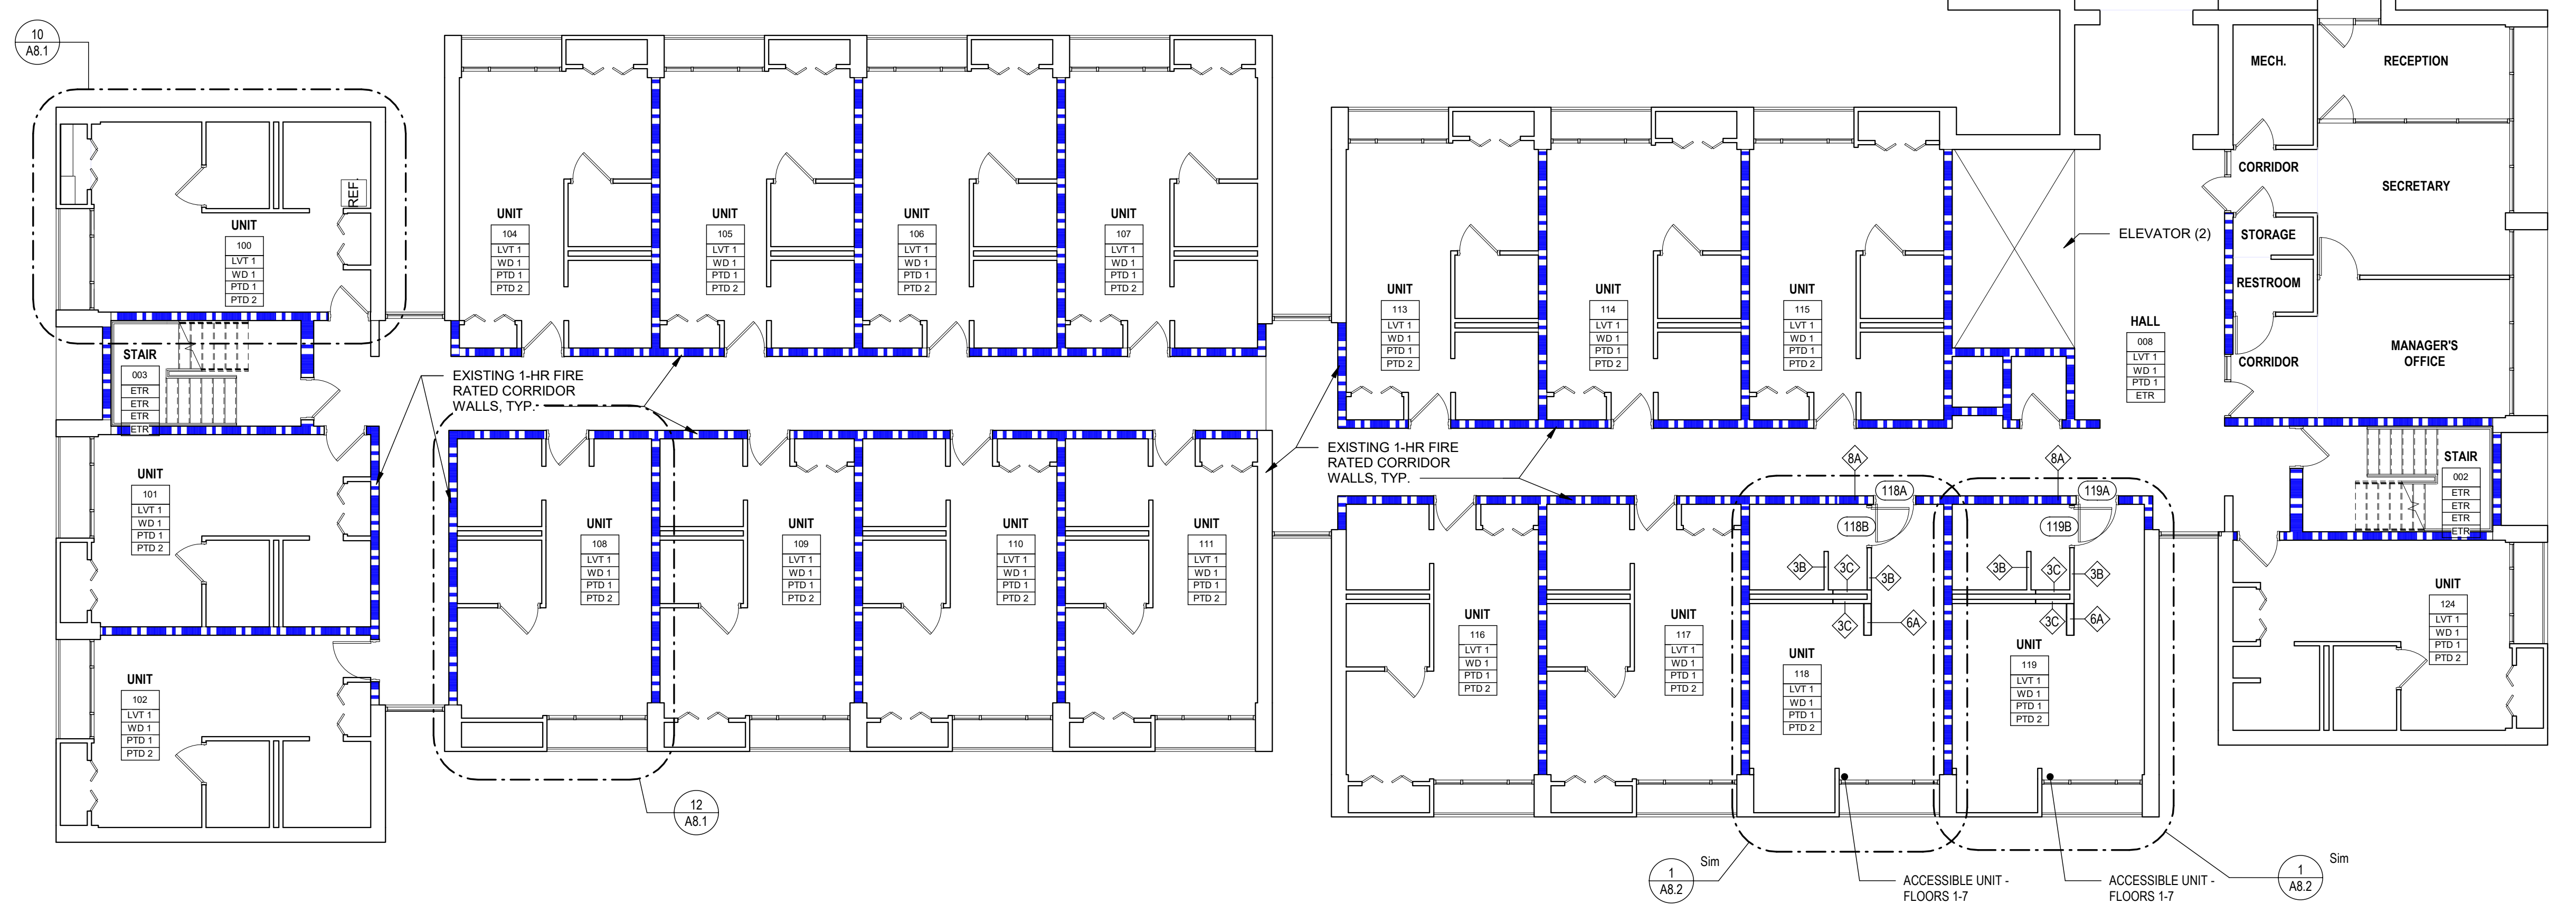 10
A8.1
UNIT
100
LVT 1
WD 1
PTD 1
PTD 2
REF.
STAIR
003
ETR
ETR
ETR
ETR
UNIT
101
LVT 1
WD 1
PTD 1
PTD 2
UNIT
102
LVT 1
WD 1
PTD 1
PTD 2
UNIT
104
LVT 1
WD 1
PTD 1
PTD 2
UNIT
105
LVT 1
WD 1
PTD 1
PTD 2
UNIT
106
LVT 1
WD 1
PTD 1
PTD 2
UNIT
107
LVT 1
WD 1
PTD 1
PTD 2
EXISTING 1-HR FIRE
RATED CORRIDOR
WALLS, TYP.
UNIT
108
LVT 1
WD 1
PTD 1
PTD 2
UNIT
109
LVT 1
WD 1
PTD 1
PTD 2
UNIT
110
LVT 1
WD 1
PTD 1
PTD 2
UNIT
111
LVT 1
WD 1
PTD 1
PTD 2
12
A8.1
UNIT
113
LVT 1
WD 1
PTD 1
PTD 2
UNIT
114
LVT 1
WD 1
PTD 1
PTD 2
UNIT
115
LVT 1
WD 1
PTD 1
PTD 2
ELEVATOR (2)
MECH.
RECEPTION
CORRIDOR
SECRETARY
STORAGE
RESTROOM
HALL
008
LVT 1
WD 1
PTD 1
ETR
CORRIDOR
MANAGER'S
OFFICE
EXISTING 1-HR FIRE
RATED CORRIDOR
WALLS, TYP.
8A
8A
118A
119A
118B
119B
3B
3C
3B
3B
3C
3B
3C
6A
3C
6A
STAIR
002
ETR
ETR
ETR
ETR
UNIT
116
LVT 1
WD 1
PTD 1
PTD 2
UNIT
117
LVT 1
WD 1
PTD 1
PTD 2
UNIT
118
LVT 1
WD 1
PTD 1
PTD 2
UNIT
119
LVT 1
WD 1
PTD 1
PTD 2
UNIT
124
LVT 1
WD 1
PTD 1
PTD 2
1
A8.2
Sim
ACCESSIBLE UNIT -
FLOORS 1-7
ACCESSIBLE UNIT -
FLOORS 1-7
1
A8.2
Sim